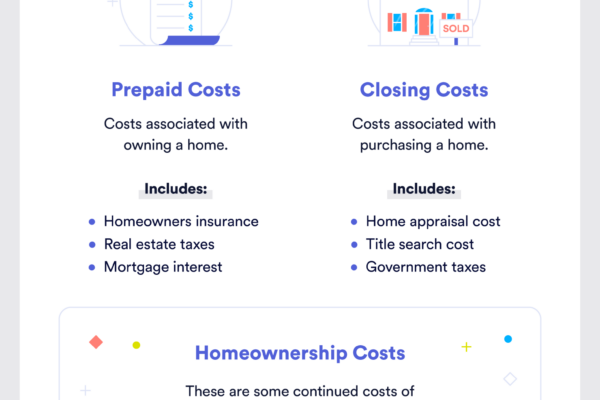 $
$
$
SOLD
Prepaid Costs
Costs associated with
owning a home.
Includes:
Homeowners insurance
Real estate taxes
Mortgage interest
Closing Costs
Costs associated with
purchasing a home.
Includes:
Home appraisal cost
Title search cost
Government taxes
Homeownership Costs
These are some continued costs of